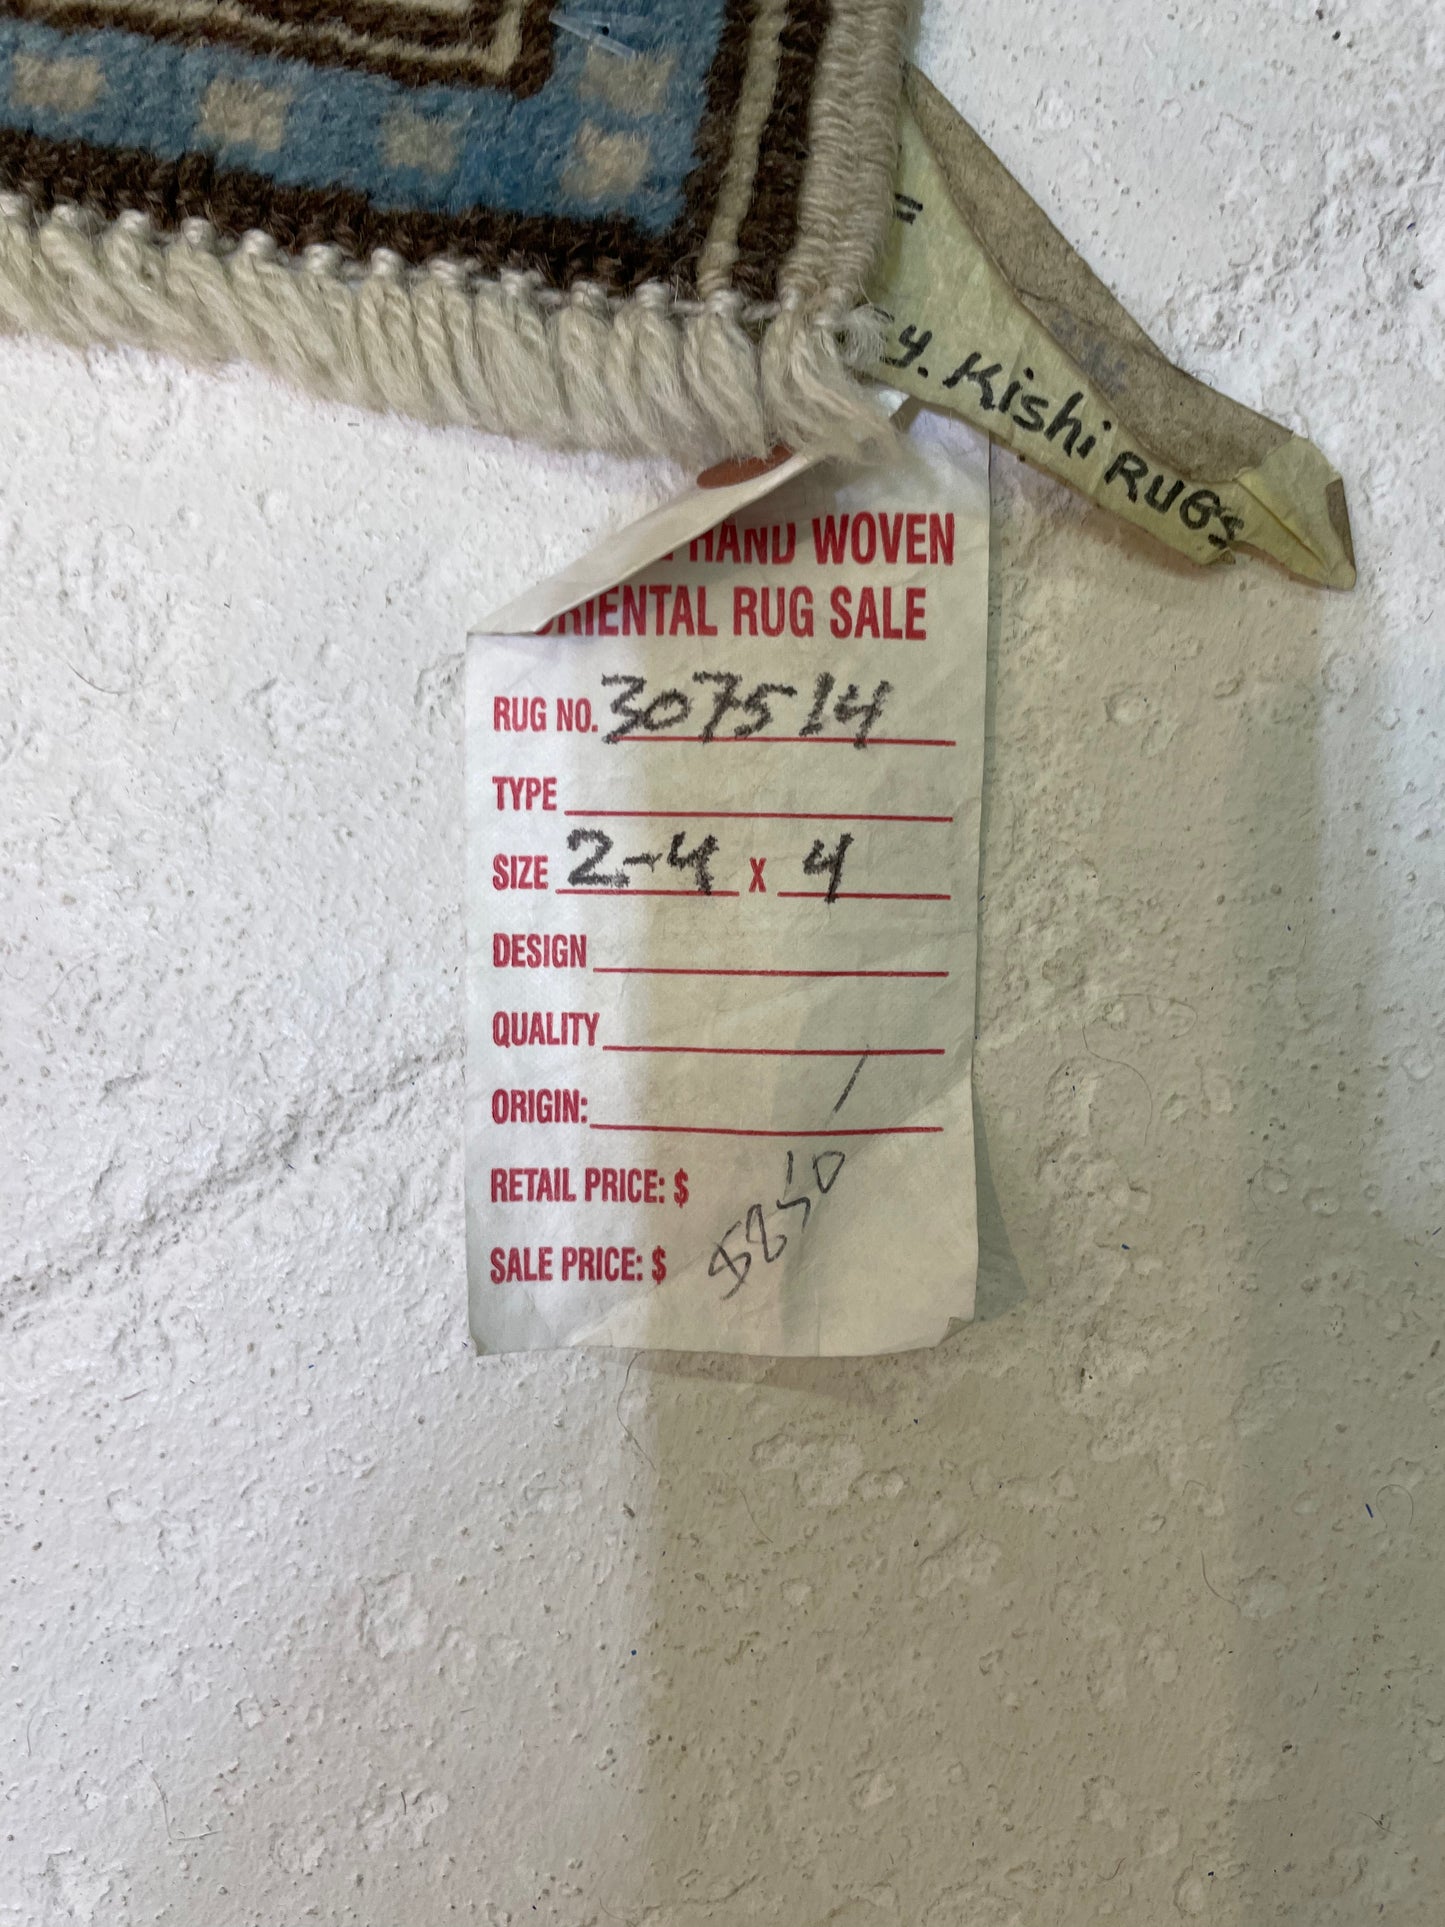 =
y. Kishi RUGS
HAND WOVEN
ORIENTAL RUG SALE
RUG NO. 307514
TYPE
SIZE 2-4 X 4
DESIGN
QUALITY
ORIGIN:
RETAIL PRICE: $
SALE PRICE: $
$850